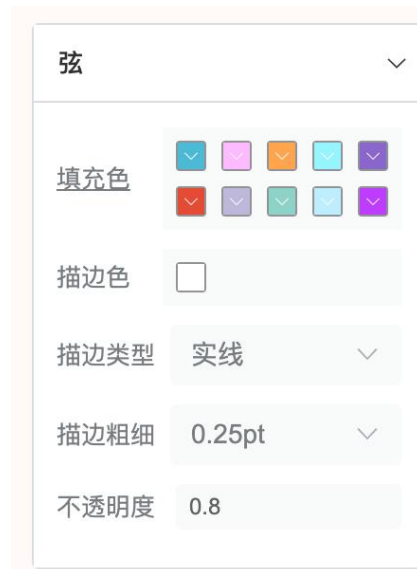 弦
填充色
描边色
描边类型 实线
描边粗细 0.25pt
不透明度 0.8